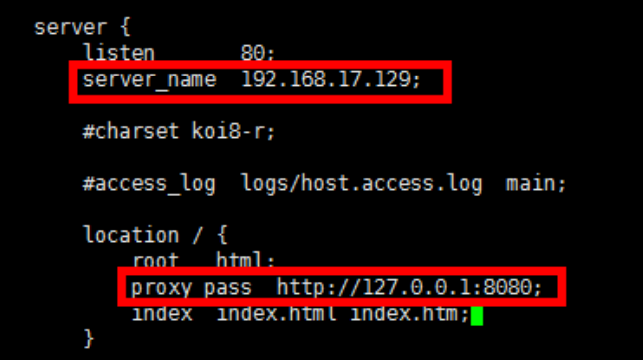 server {
listen 80;
server_name 192.168.17.129;
#charset koi8-r;
#access_log logs/host.access.log main;
location / {
root html;
proxy_pass http://127.0.0.1:8080;
index index.html index.htm;
}